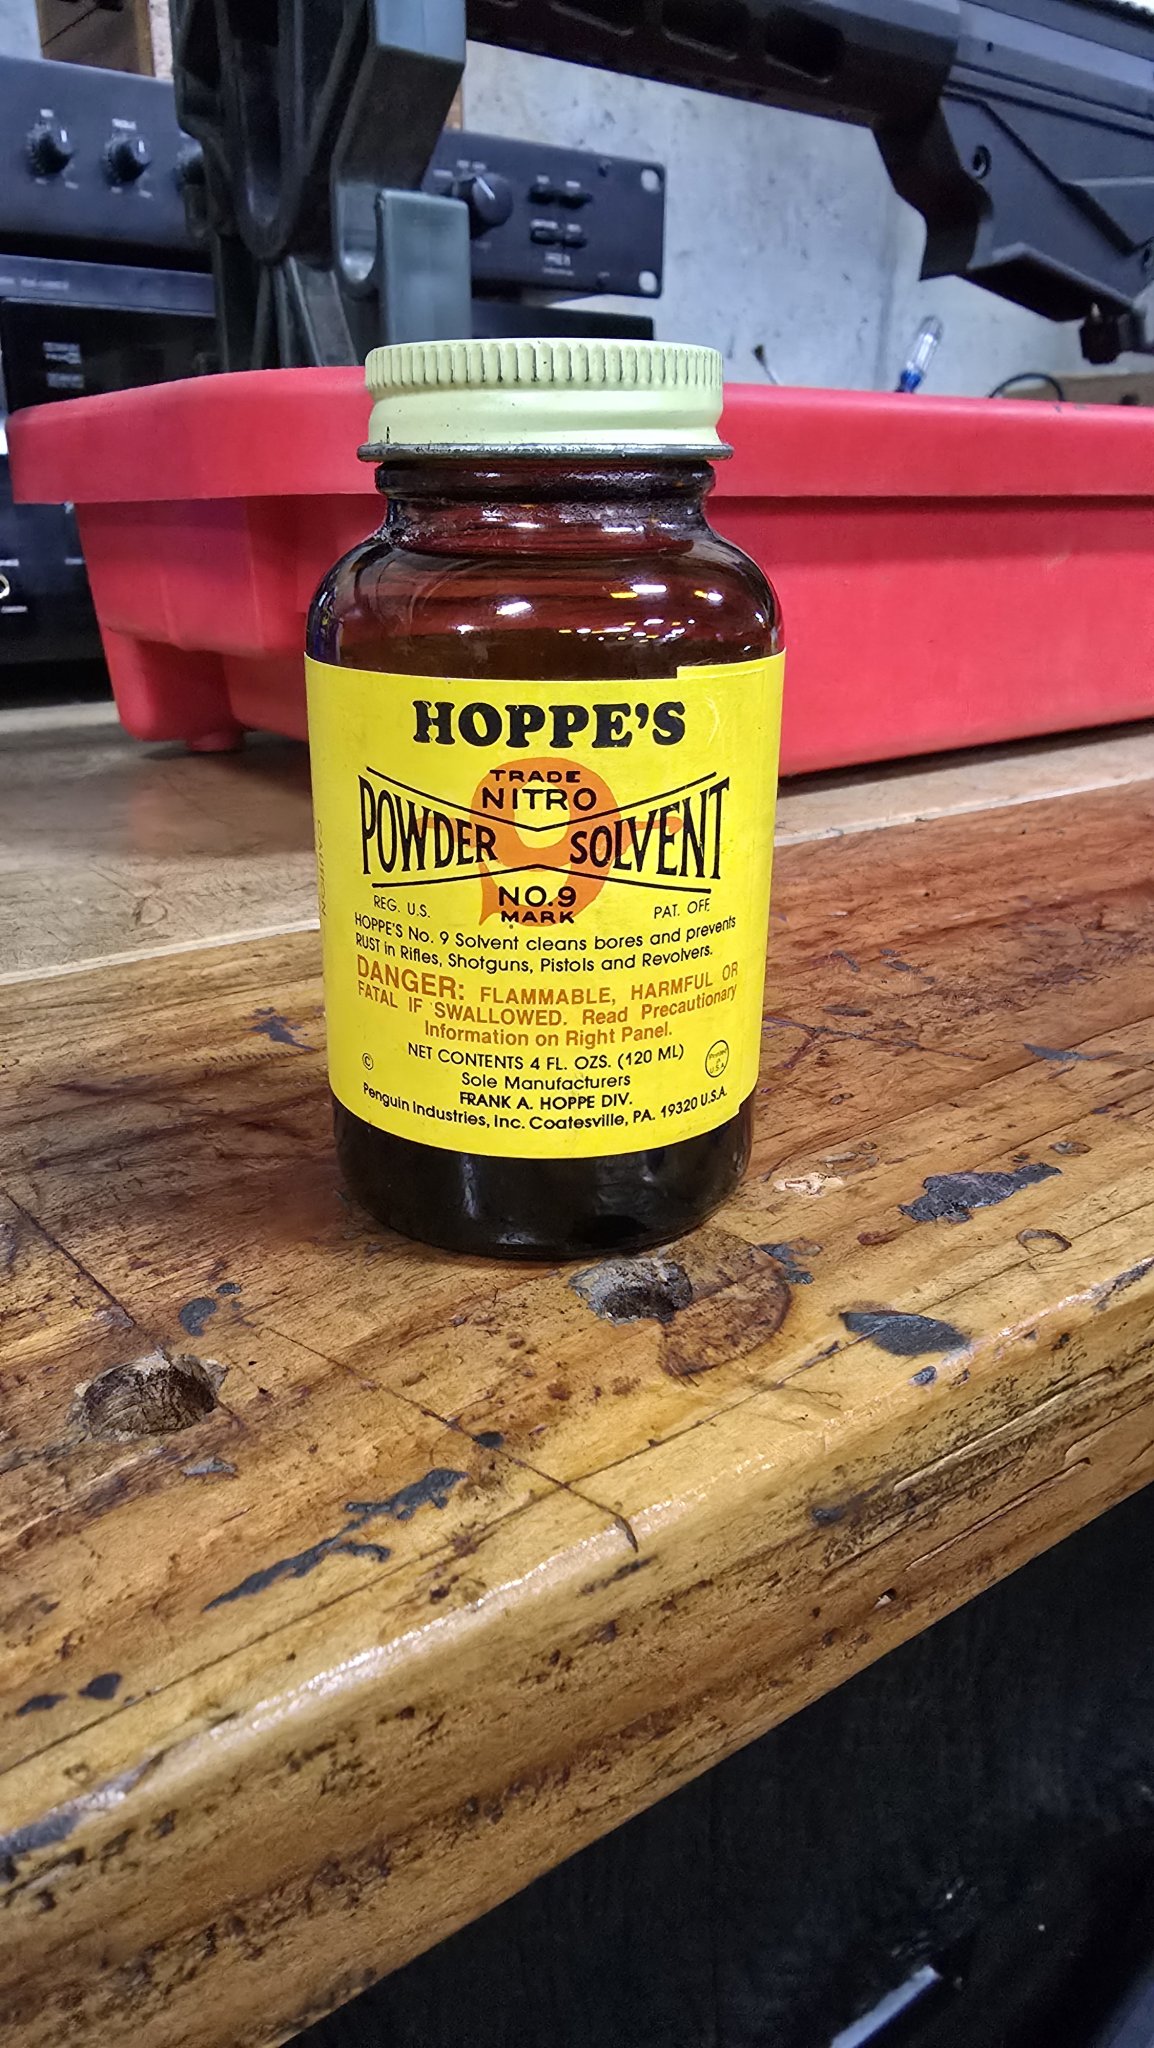 HOPPE'S
TRADE
NITRO
POWDER SOLVENT
NO.9
MARK
REG. U.S. PAT. OFF.
HOPPE'S No. 9 Solvent cleans bores and prevents
RUST in Rifles, Shotguns, Pistols and Revolvers.
DANGER: FLAMMABLE, HARMFUL OR
FATAL IF SWALLOWED. Read Precautionary
Information on Right Panel.
NET CONTENTS 4 FL. OZS. (120 ML)
©
Printed in U.S.A.
Sole Manufacturers
FRANK A. HOPPE DIV.
Penguin Industries, Inc. Coatesville, PA. 19320 U.S.A.